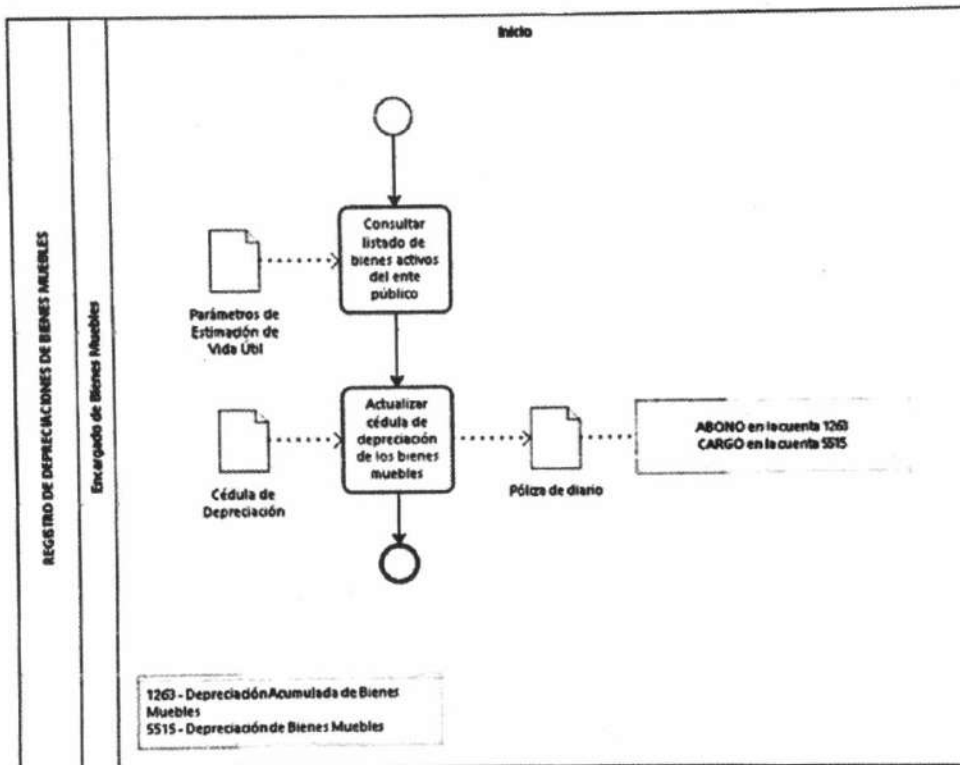 REGISTRO DE DEPRECIACIONES DE BIENES MUEBLES
Encargado de Bienes Muebles
Inicio
Consultar
listado de
bienes activos
del ente
público
Parámetros de
Estimación de
Vida Útil
Actualizar
cédula de
depreciación
de los bienes
muebles
Cédula de
Depreciación
Póliza de diario
ABONO en la cuenta 1263
CARGO en la cuenta 5515
1263 - Depreciación Acumulada de Bienes
Muebles
5515 - Depreciación de Bienes Muebles